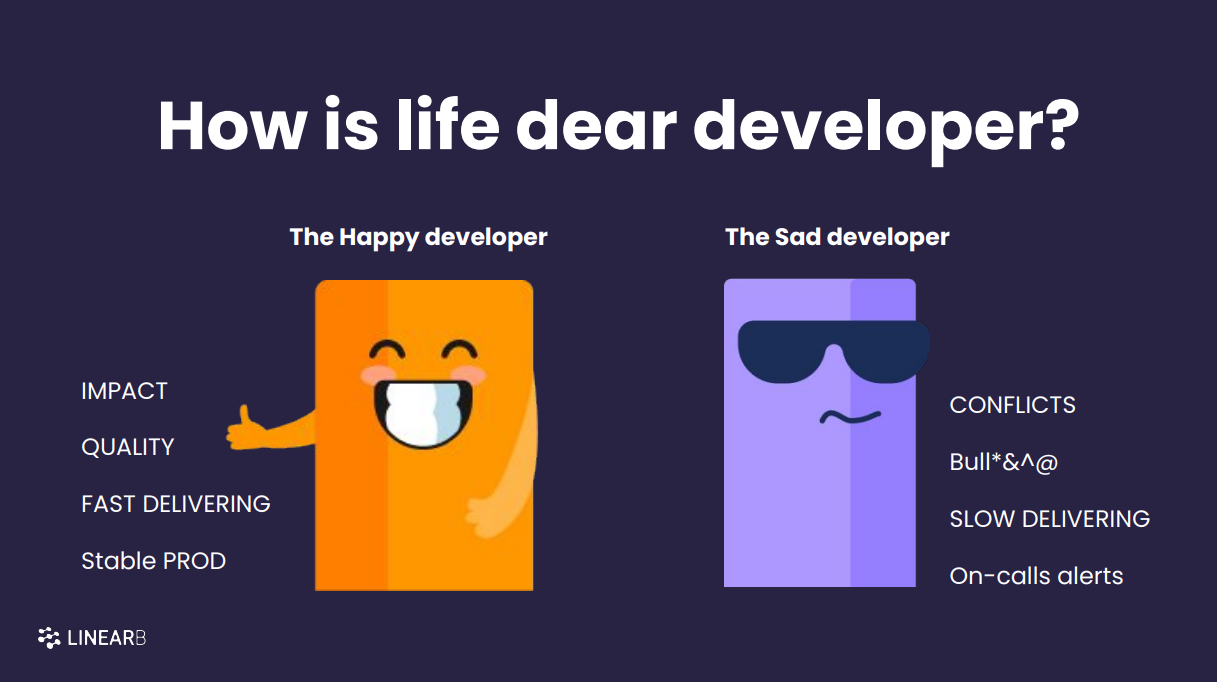 How is life dear developer?
The Happy developer
The Sad developer
IMPACT
QUALITY
FAST DELIVERING
Stable PROD
CONFLICTS
Bull*&^@
SLOW DELIVERING
On-calls alerts
LINEARB